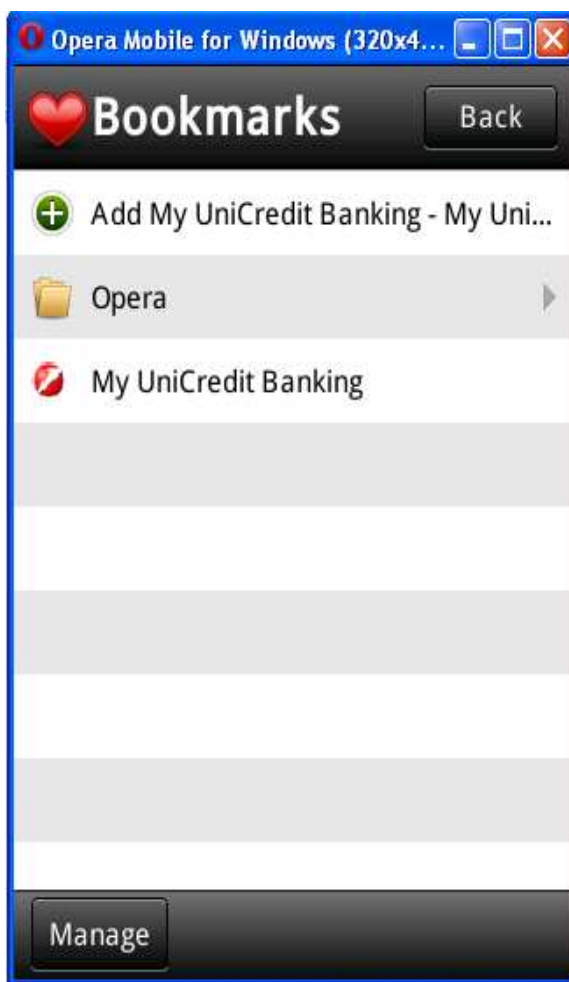 Opera Mobile for Windows (320x4...
Bookmarks
Back
Add My UniCredit Banking - My Uni...
Opera
My UniCredit Banking
Manage